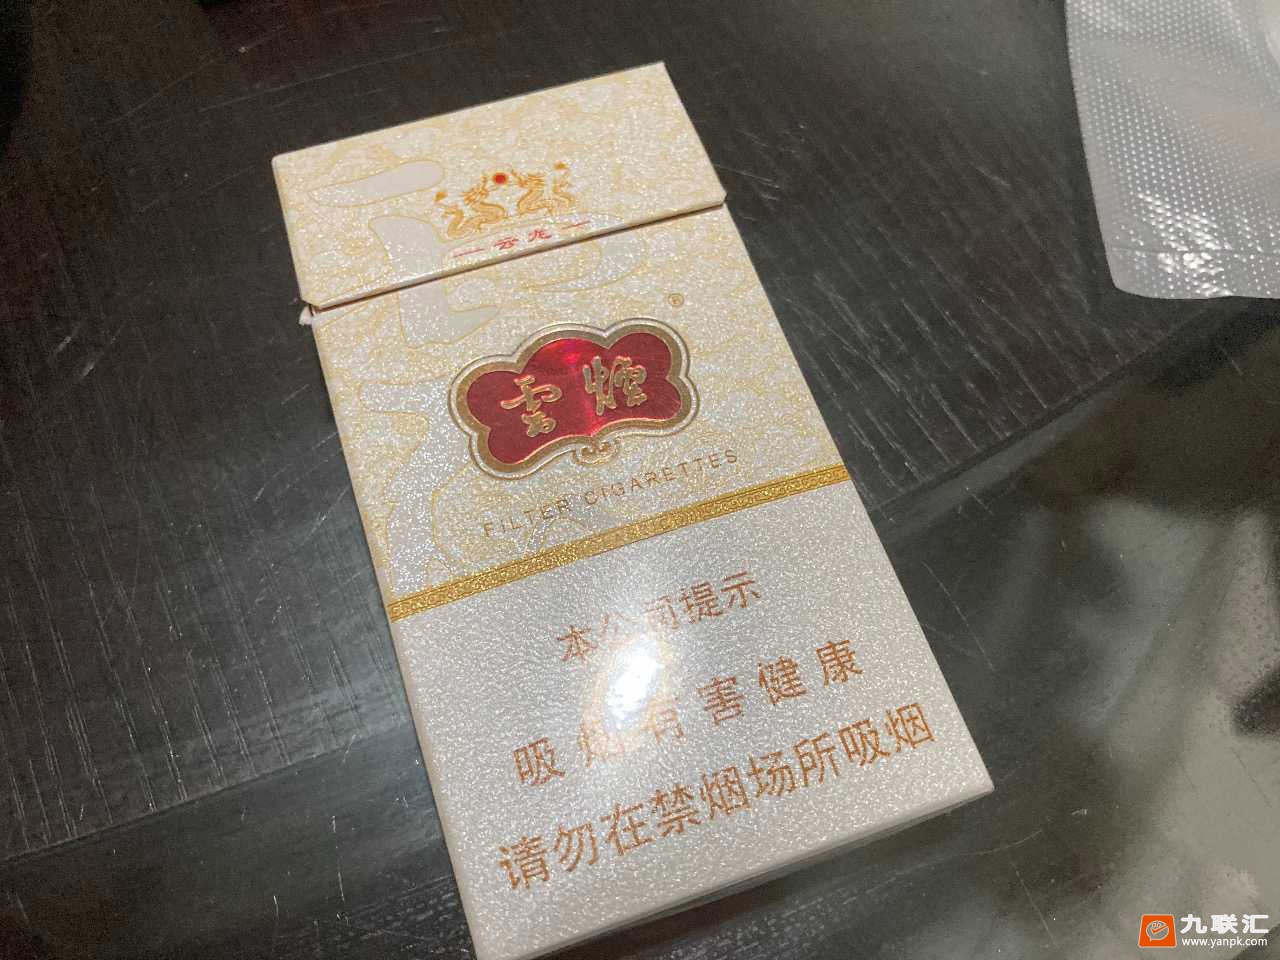 云龙
®
雲煙
FILTER CIGARETTES
本公司提示
吸烟有害健康
请勿在禁烟场所吸烟
九联汇
www.yanpk.com